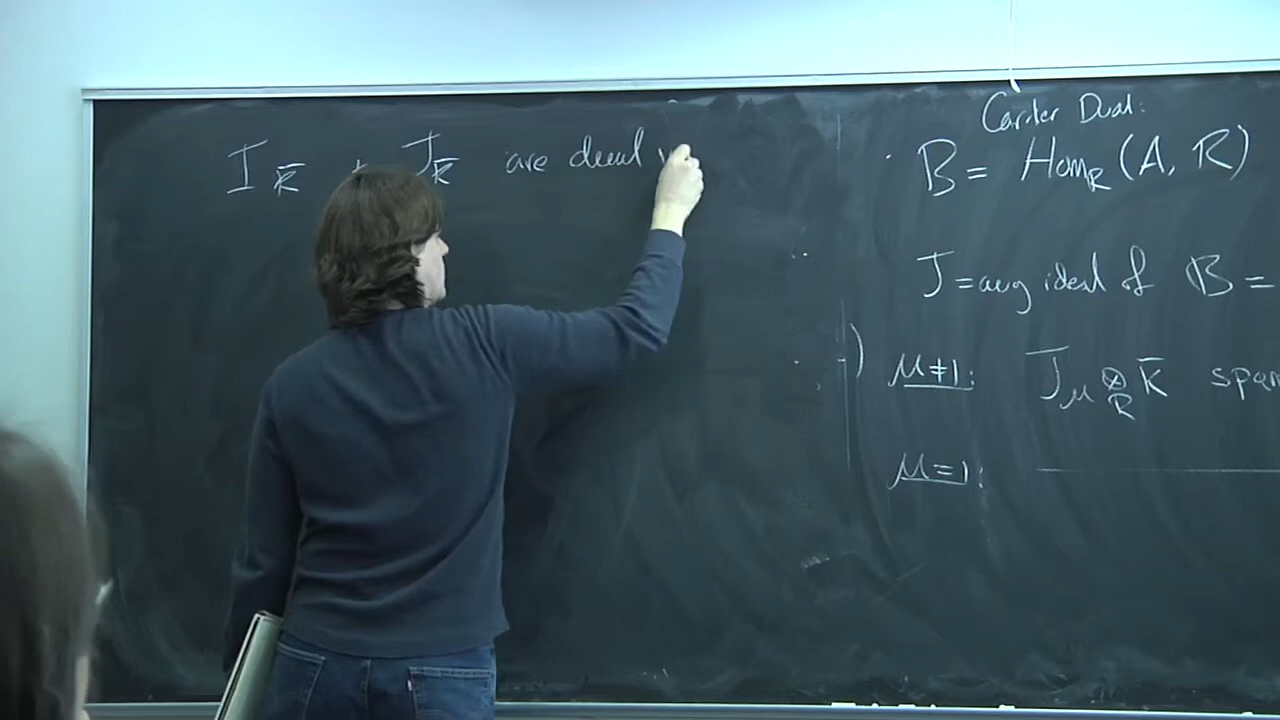 I_K̄ + J_K̄ are dual
Cartier Dual:
B = Hom_R (A, R)
J = aug ideal of B =
μ≠1: J_μ ⊗_R K̄ span
μ=1: